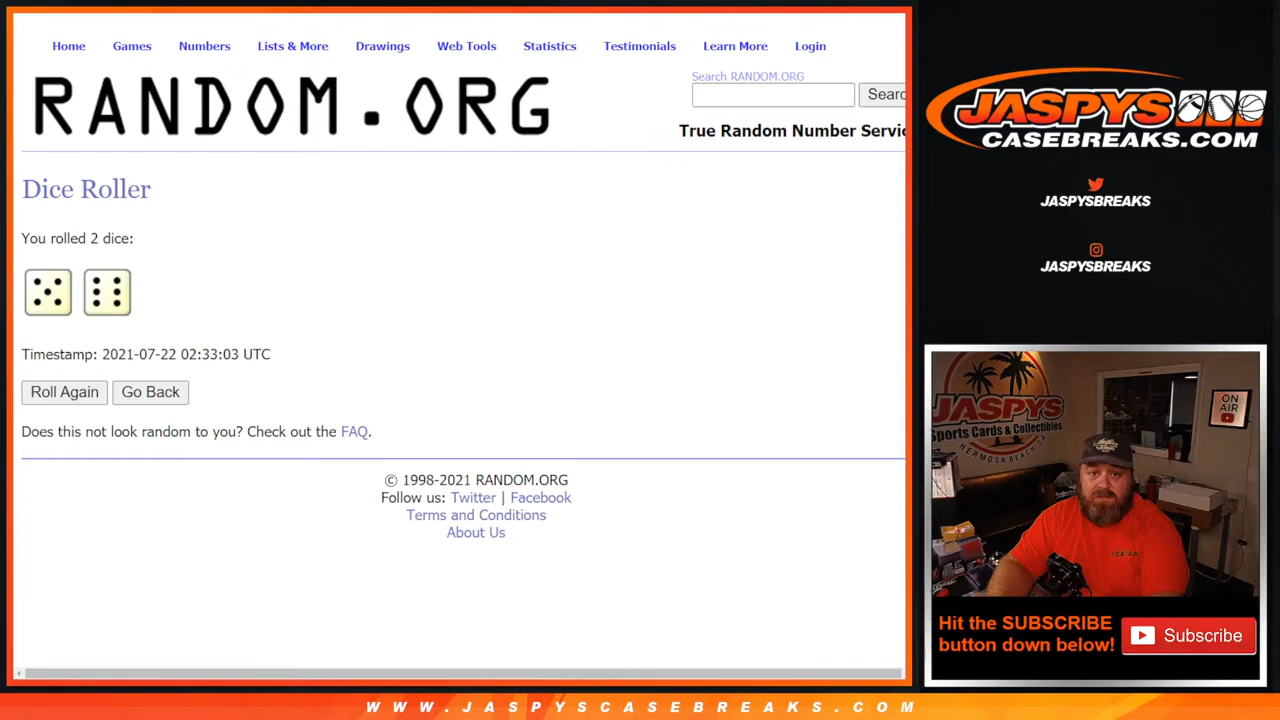 Home Games Numbers Lists & More Drawings Web Tools Statistics Testimonials Learn More Login
RANDOM.ORG
Search RANDOM.ORG
Searc
True Random Number Servic
Dice Roller
You rolled 2 dice:
Timestamp: 2021-07-22 02:33:03 UTC
Roll Again Go Back
Does this not look random to you? Check out the FAQ.
© 1998-2021 RANDOM.ORG
Follow us: Twitter | Facebook
Terms and Conditions
About Us
JASPYS
CASEBREAKS.COM
JASPYSBREAKS
JASPYSBREAKS
JASPYS
Sports Cards & Collectibles
HERMOSA BEACH, CA
ON
AIR
Hit the SUBSCRIBE
button down below!
Subscribe
WWW.JASPYSCASEBREAKS.COM